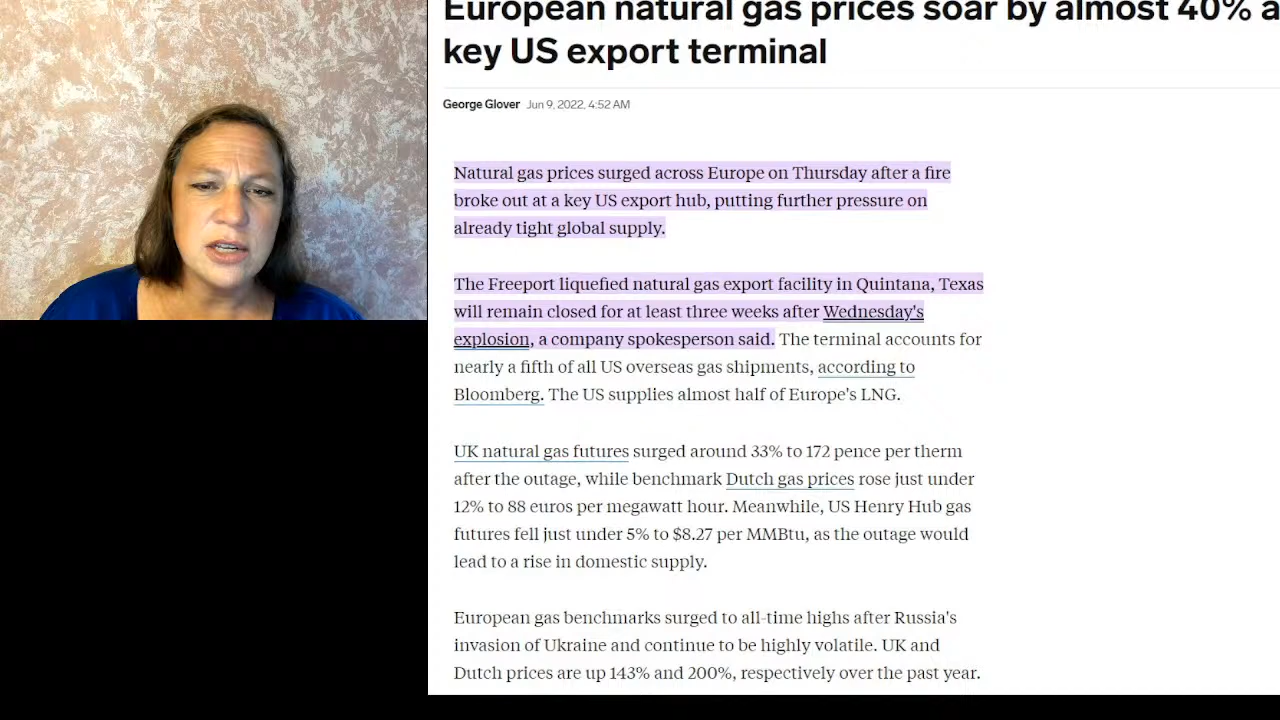 European natural gas prices soar by almost 40% a
key US export terminal
George Glover Jun 9, 2022, 4:52 AM
Natural gas prices surged across Europe on Thursday after a fire
broke out at a key US export hub, putting further pressure on
already tight global supply.
The Freeport liquefied natural gas export facility in Quintana, Texas
will remain closed for at least three weeks after Wednesday's
explosion, a company spokesperson said. The terminal accounts for
nearly a fifth of all US overseas gas shipments, according to
Bloomberg. The US supplies almost half of Europe's LNG.
UK natural gas futures surged around 33% to 172 pence per therm
after the outage, while benchmark Dutch gas prices rose just under
12% to 88 euros per megawatt hour. Meanwhile, US Henry Hub gas
futures fell just under 5% to $8.27 per MMBtu, as the outage would
lead to a rise in domestic supply.
European gas benchmarks surged to all-time highs after Russia's
invasion of Ukraine and continue to be highly volatile. UK and
Dutch prices are up 143% and 200%, respectively over the past year.